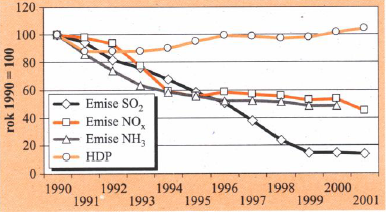 120
100
80
60
40
20
0
rok 1990 = 100
Emise SO₂
Emise NOₓ
Emise NH₃
HDP
1990 1992 1994 1996 1998 2000
1991 1993 1995 1997 1999 2001